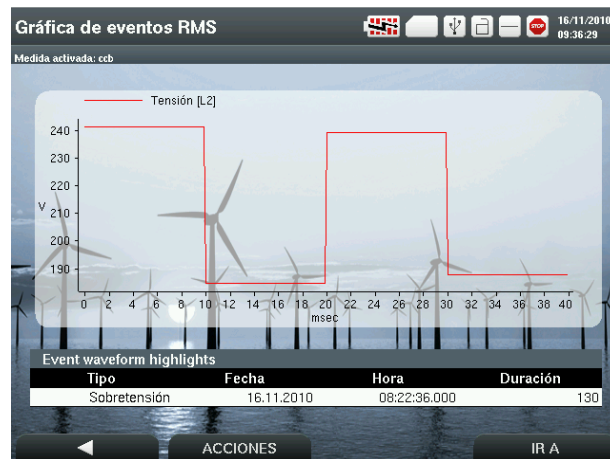 Gráfica de eventos RMS
STOP
16/11/2010
09:36:29
Medida activada: ccb
Tensión [L2]
240
230
220
V 210
200
190
0 2 4 6 8 10 12 14 16 18 20 22 24 26 28 30 32 34 36 38 40
msec
Event waveform highlights
Tipo Fecha Hora Duración
Sobretensión 16.11.2010 08:22:36.000 130
ACCIONES IR A